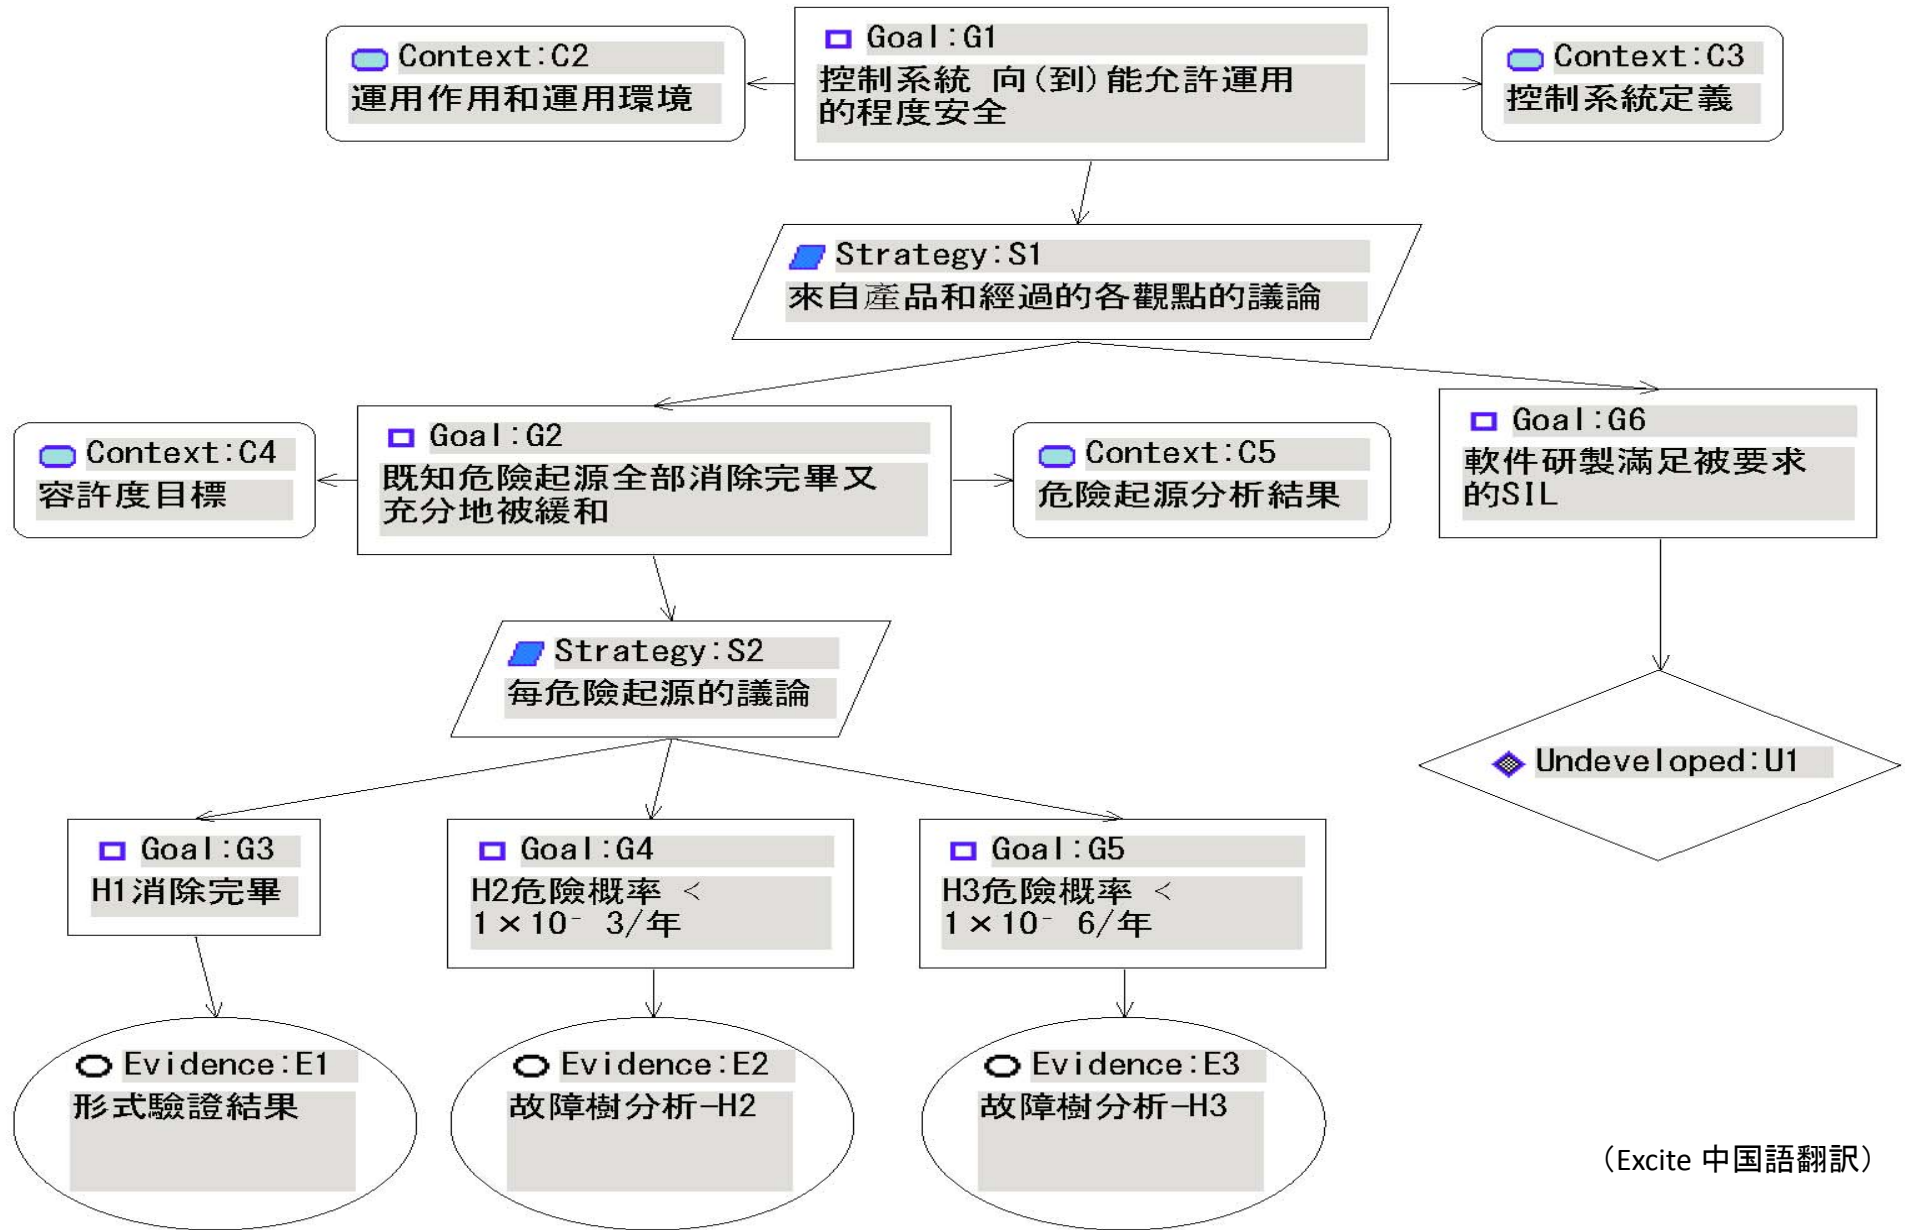 Goal:G1
控制系統 向(到)能允許運用
的程度安全
Context:C2
運用作用和運用環境
Context:C3
控制系統定義
Strategy:S1
來自產品和經過的各觀點的議論
Goal:G2
既知危險起源全部消除完畢又
充分地被緩和
Context:C4
容許度目標
Context:C5
危險起源分析結果
Goal:G6
軟件研製滿足被要求
的SIL
Strategy:S2
每危險起源的議論
Undeveloped:U1
Goal:G3
H1消除完畢
Goal:G4
H2危險概率 <
1×10- 3/年
Goal:G5
H3危險概率 <
1×10- 6/年
Evidence:E1
形式驗證結果
Evidence:E2
故障樹分析-H2
Evidence:E3
故障樹分析-H3
（Excite 中国語翻訳）